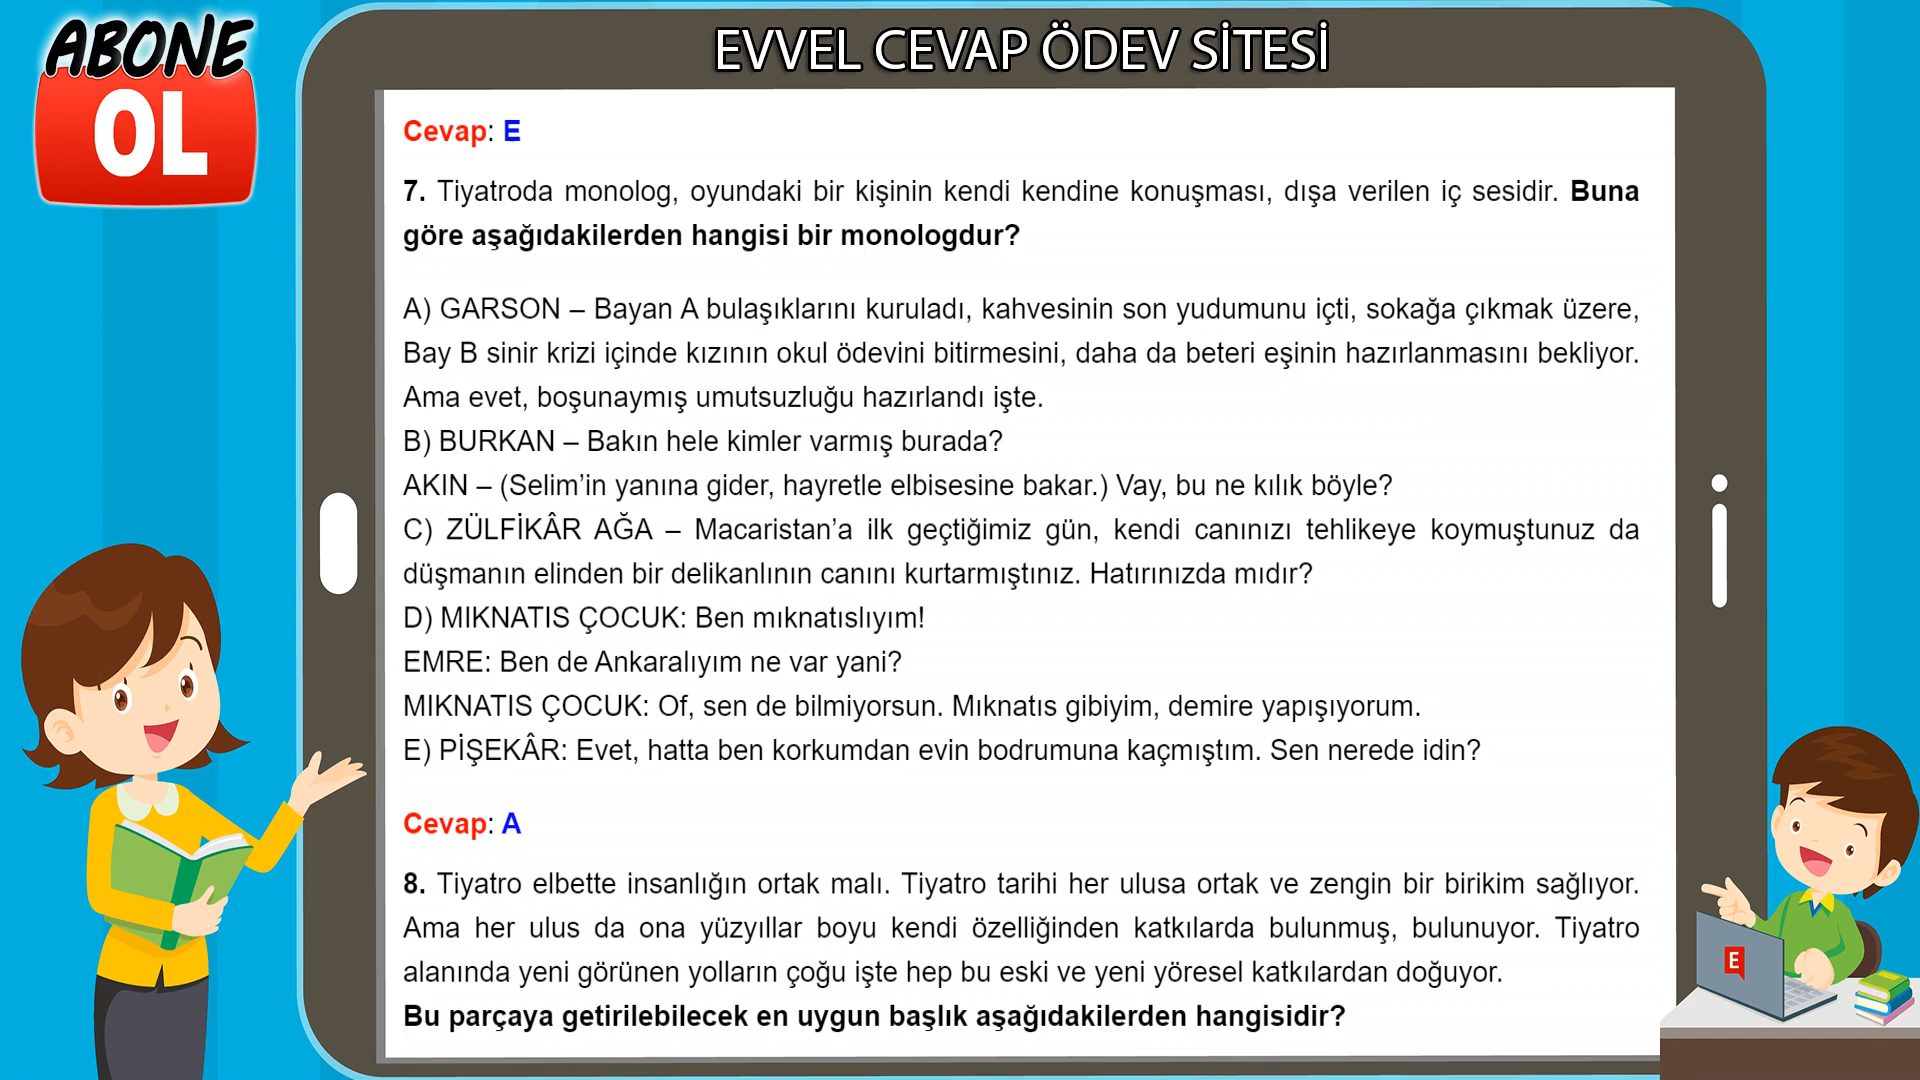 ABONE
OL
EVVEL CEVAP ÖDEV SİTESİ
Cevap: E
7. Tiyatroda monolog, oyundaki bir kişinin kendi kendine konuşması, dışa verilen iç sesidir. Buna
göre aşağıdakilerden hangisi bir monologdur?
A) GARSON – Bayan A bulaşıklarını kuruladı, kahvesinin son yudumunu içti, sokağa çıkmak üzere,
Bay B sinir krizi içinde kızının okul ödevini bitirmesini, daha da beteri eşinin hazırlanmasını bekliyor.
Ama evet, boşunaymış umutsuzluğu hazırlandı işte.
B) BURKAN – Bakın hele kimler varmış burada?
AKIN – (Selim’in yanına gider, hayretle elbisesine bakar.) Vay, bu ne kılık böyle?
C) ZÜLFİKÂR AĞA – Macaristan’a ilk geçtiğimiz gün, kendi canınızı tehlikeye koymuştunuz da
düşmanın elinden bir delikanlının canını kurtarmıştınız. Hatırınızda mıdır?
D) MIKNATIS ÇOCUK: Ben mıknatıslıyım!
EMRE: Ben de Ankaralıyım ne var yani?
MIKNATIS ÇOCUK: Of, sen de bilmiyorsun. Mıknatıs gibiyim, demire yapışıyorum.
E) PİŞEKÂR: Evet, hatta ben korkumdan evin bodrumuna kaçmıştım. Sen nerede idin?
Cevap: A
8. Tiyatro elbette insanlığın ortak malı. Tiyatro tarihi her ulusa ortak ve zengin bir birikim sağlıyor.
Ama her ulus da ona yüzyıllar boyu kendi özelliğinden katkılarda bulunmuş, bulunuyor. Tiyatro
alanında yeni görünen yolların çoğu işte hep bu eski ve yeni yöresel katkılardan doğuyor.
Bu parçaya getirilebilecek en uygun başlık aşağıdakilerden hangisidir?
E